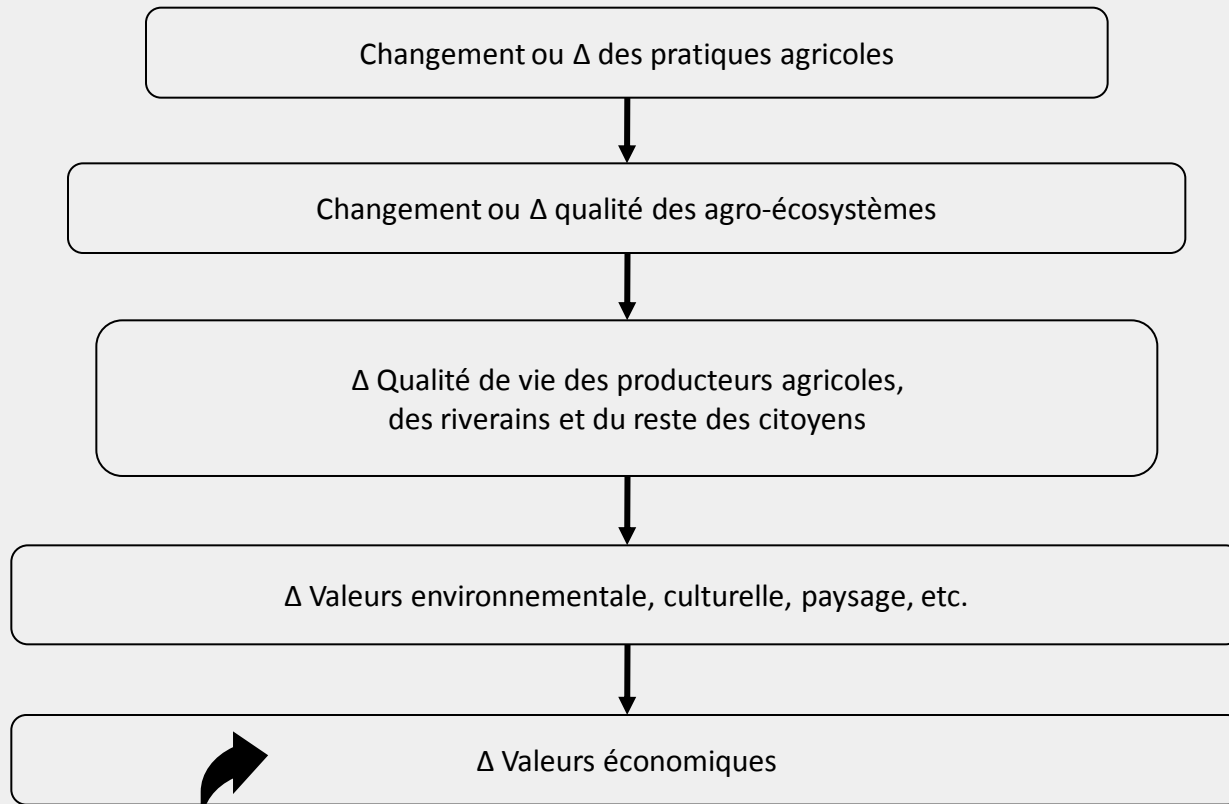 Changement ou Δ des pratiques agricoles
Changement ou Δ qualité des agro-écosystèmes
Δ Qualité de vie des producteurs agricoles,
des riverains et du reste des citoyens
Δ Valeurs environnementale, culturelle, paysage, etc.
Δ Valeurs économiques